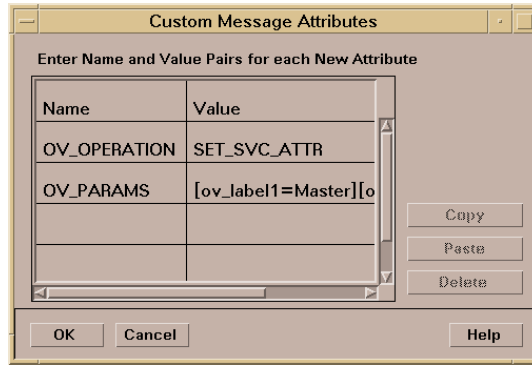 Custom Message Attributes
Enter Name and Value Pairs for each New Attribute
Name Value
OV_OPERATION SET_SVC_ATTR
OV_PARAMS [ov_label1=Master][o
Copy
Paste
Delete
OK Cancel Help